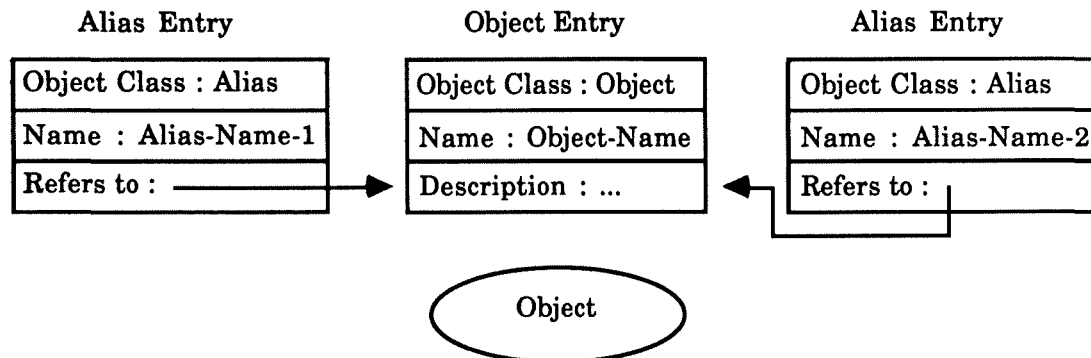 Alias Entry
Object Entry
Alias Entry
Object Class : Alias
Name : Alias-Name-1
Refers to :
Object Class : Object
Name : Object-Name
Description : ...
Object Class : Alias
Name : Alias-Name-2
Refers to :
Object